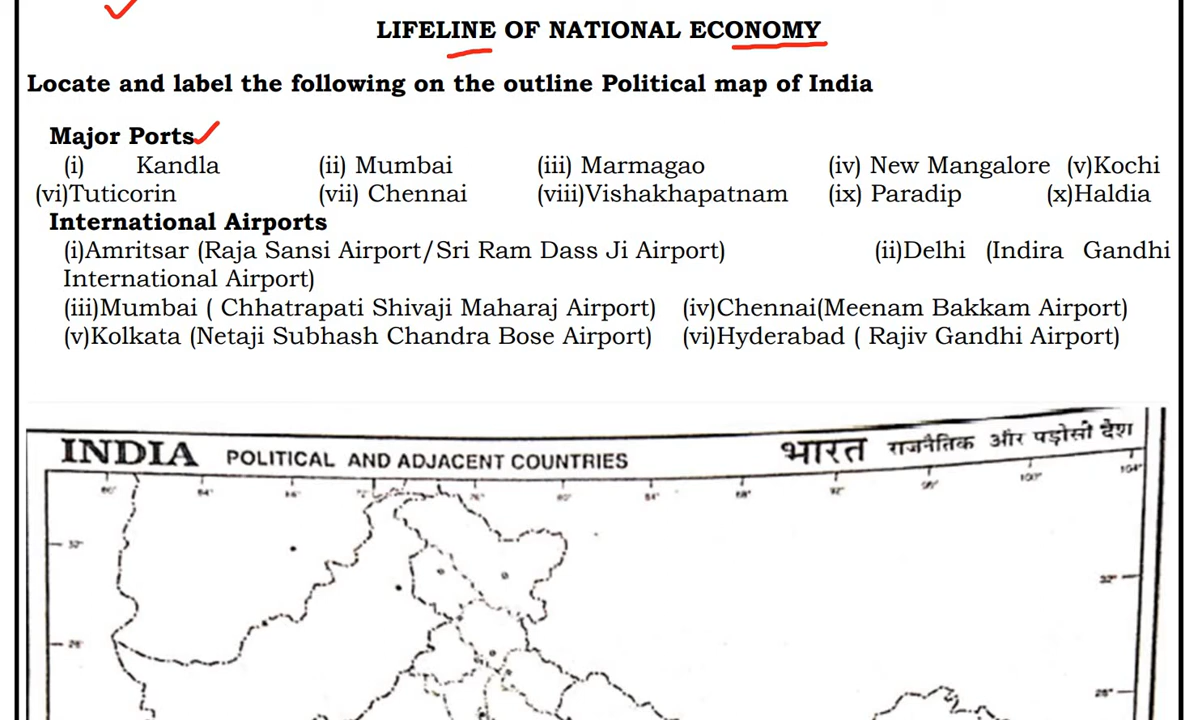 LIFELINE OF NATIONAL ECONOMY
Locate and label the following on the outline Political map of India
Major Ports
(i) Kandla (ii) Mumbai (iii) Marmagao (iv) New Mangalore (v)Kochi
(vi)Tuticorin (vii) Chennai (viii)Vishakhapatnam (ix) Paradip (x)Haldia
International Airports
(i)Amritsar (Raja Sansi Airport/Sri Ram Dass Ji Airport) (ii)Delhi (Indira Gandhi
International Airport)
(iii)Mumbai ( Chhatrapati Shivaji Maharaj Airport) (iv)Chennai(Meenam Bakkam Airport)
(v)Kolkata (Netaji Subhash Chandra Bose Airport) (vi)Hyderabad ( Rajiv Gandhi Airport)
INDIA POLITICAL AND ADJACENT COUNTRIES भारत राजनैतिक और पड़ोसी देश